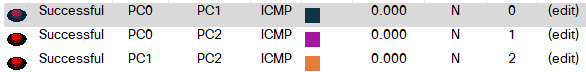 Successful PC0 PC1 ICMP 0.000 N 0 (edit)
Successful PC0 PC2 ICMP 0.000 N 1 (edit)
Successful PC1 PC2 ICMP 0.000 N 2 (edit)